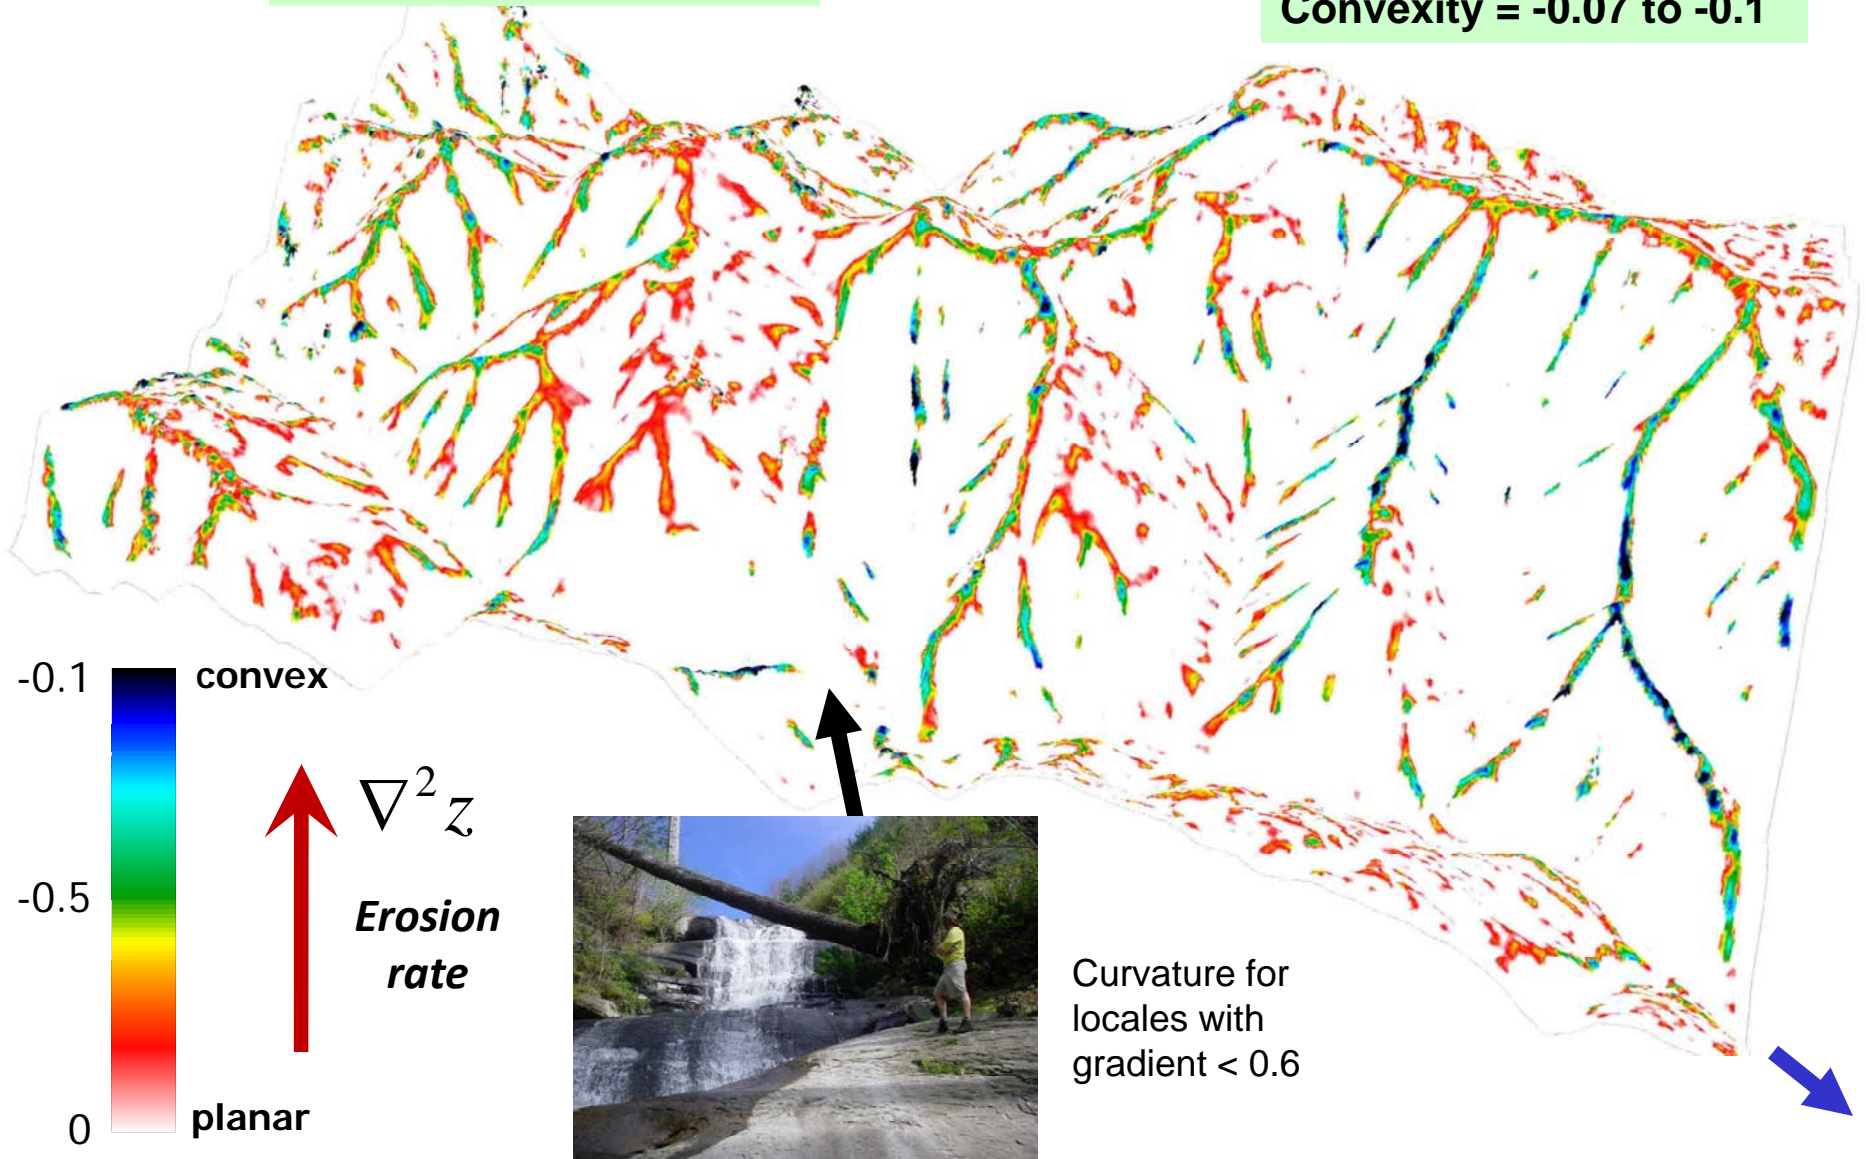 Convexity = -0.07 to -0.1
-0.1
convex
∇²z
-0.5
Erosion
rate
0
planar
Curvature for
locales with
gradient < 0.6